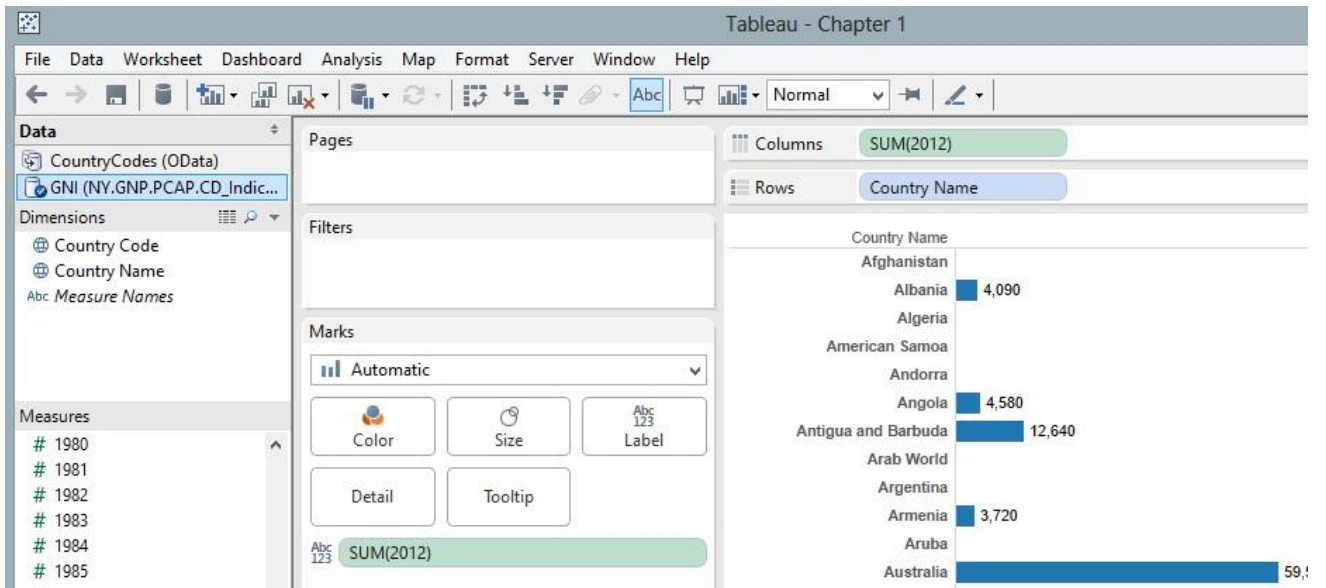 Tableau - Chapter 1
File Data Worksheet Dashboard Analysis Map Format Server Window Help
Abc Normal
Data
CountryCodes (OData)
GNI (NY.GNP.PCAP.CD_Indic...
Dimensions
Country Code
Country Name
Abc Measure Names
Measures
# 1980
# 1981
# 1982
# 1983
# 1984
# 1985
Pages
Filters
Marks
Automatic
Color
Size
Abc
123
Label
Detail
Tooltip
Abc
123
SUM(2012)
Columns SUM(2012)
Rows Country Name
Country Name
Afghanistan
Albania 4,090
Algeria
American Samoa
Andorra
Angola 4,580
Antigua and Barbuda 12,640
Arab World
Argentina
Armenia 3,720
Aruba
Australia